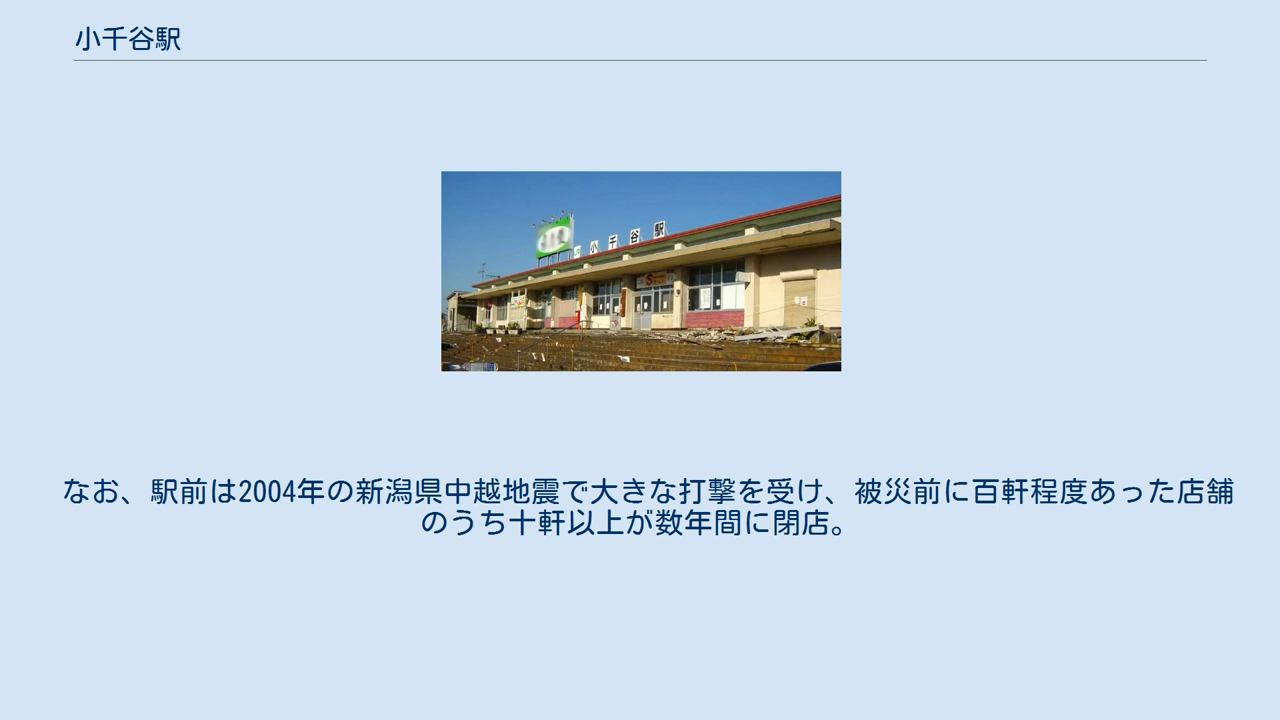 小千谷駅
小千谷駅
なお、駅前は2004年の新潟県中越地震で大きな打撃を受け、被災前に百軒程度あった店舗
のうち十軒以上が数年間に閉店。